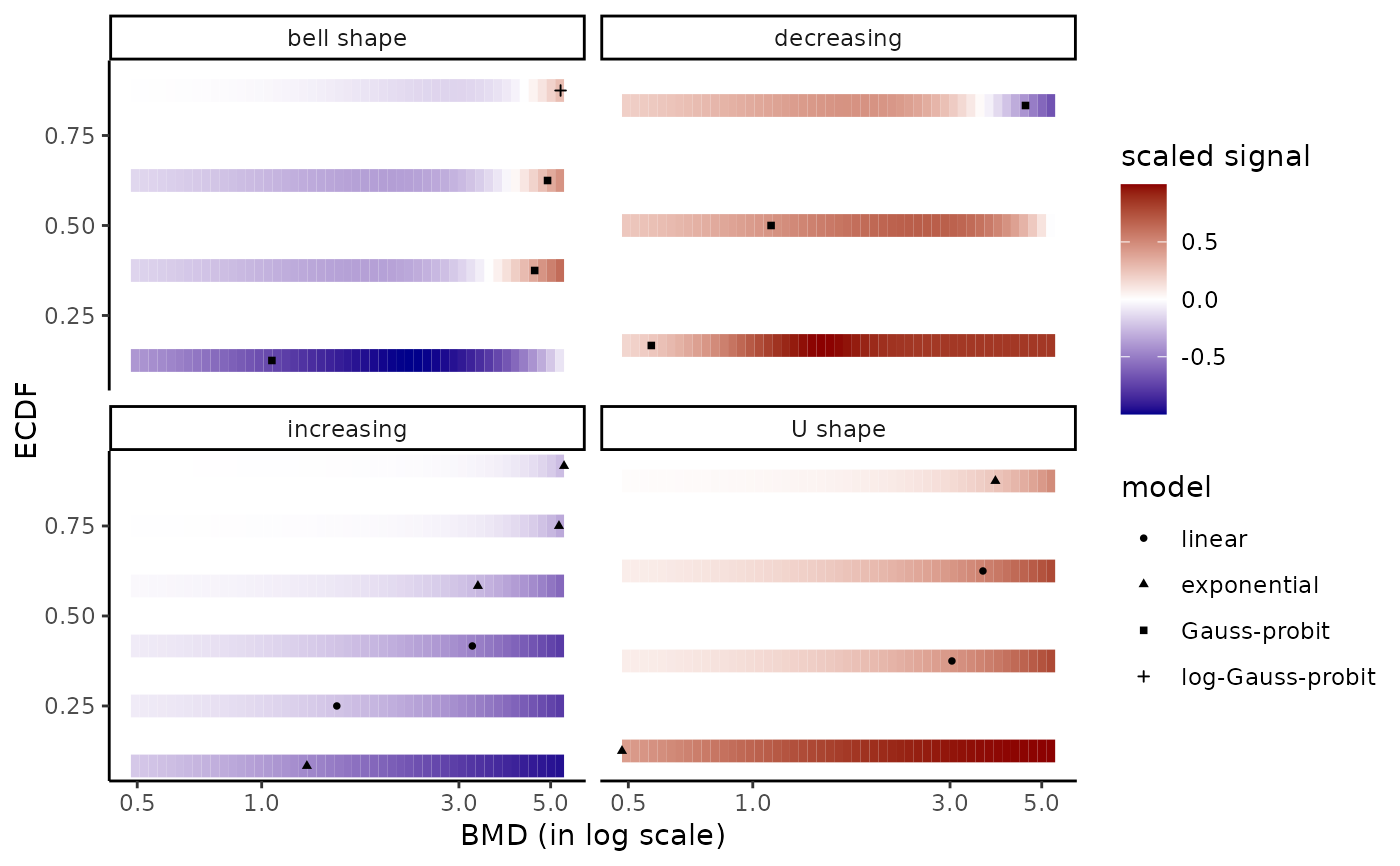 bell shape
decreasing
0.75
0.50
0.25
increasing
U shape
0.75
0.50
0.25
0.5 1.0 3.0 5.0
0.5 1.0 3.0 5.0
BMD (in log scale)
ECDF
scaled signal
0.5
0.0
-0.5
model
linear
exponential
Gauss-probit
log-Gauss-probit